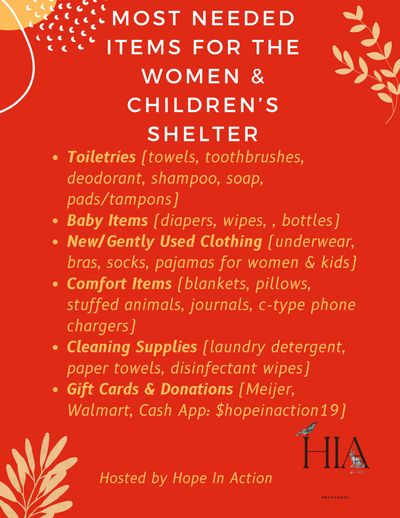 MOST NEEDED
ITEMS FOR THE
WOMEN &
CHILDREN'S
SHELTER
• Toiletries [towels, toothbrushes,
deodorant, shampoo, soap,
pads/tampons]
• Baby Items [diapers, wipes, , bottles]
• New/Gently Used Clothing [underwear,
bras, socks, pajamas for women & kids]
• Comfort Items [blankets, pillows,
stuffed animals, journals, c-type phone
chargers]
• Cleaning Supplies [laundry detergent,
paper towels, disinfectant wipes]
• Gift Cards & Donations [Meijer,
Walmart, Cash App: $hopeinaction19]
HIA
Hosted by Hope In Action